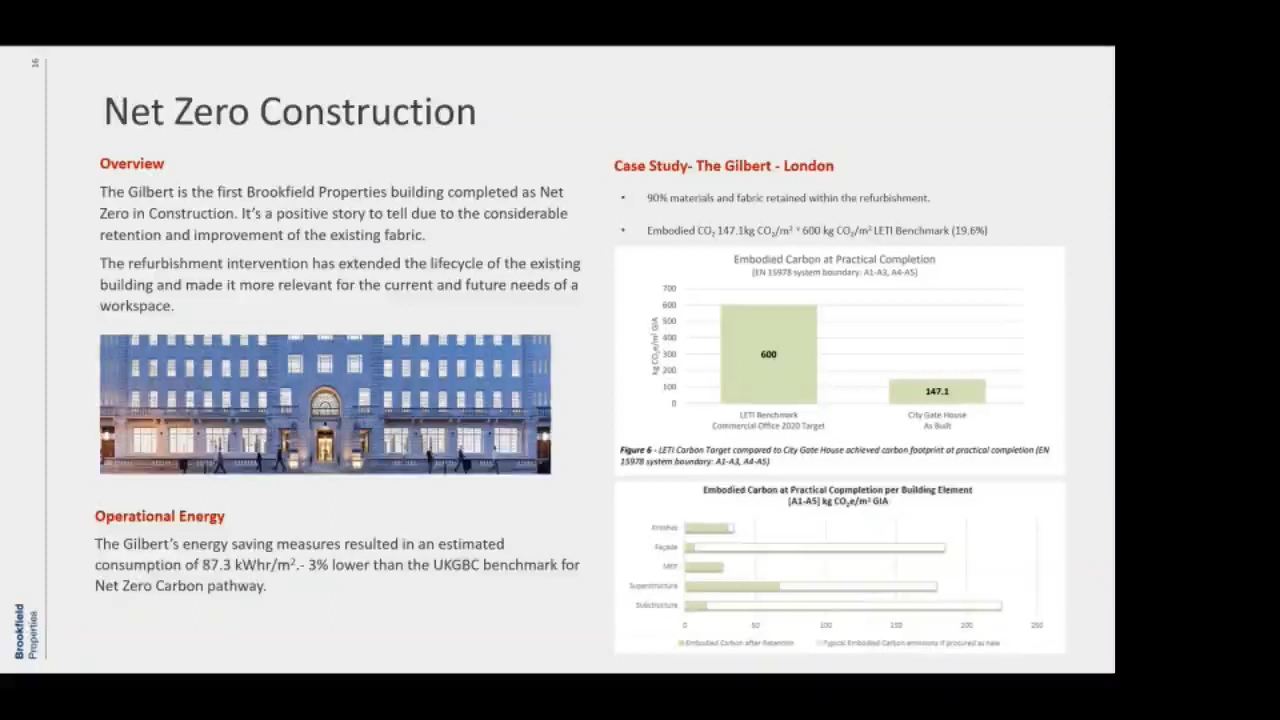 16
Net Zero Construction
Overview
The Gilbert is the first Brookfield Properties building completed as Net
Zero in Construction. It's a positive story to tell due to the considerable
retention and improvement of the existing fabric.
The refurbishment intervention has extended the lifecycle of the existing
building and made it more relevant for the current and future needs of a
workspace.
Operational Energy
The Gilbert's energy saving measures resulted in an estimated
consumption of 87.3 kWhr/m².- 3% lower than the UKGBC benchmark for
Net Zero Carbon pathway.
Brookfield
Properties
Case Study- The Gilbert - London
• 90% materials and fabric retained within the refurbishment.
• Embodied CO₂ 147.1kg CO₂/m² * 600 kg CO₂/m² LETI Benchmark (19.6%)
Embodied Carbon at Practical Completion
(EN 15978 system boundary: A1-A3, A4-A5)
kg CO₂e/m² GIA
700
600
500
400
300
200
100
0
600
147.1
LETI Benchmark
Commercial Office 2020 Target
City Gate House
As Built
Figure 6 - LETI Carbon Target compared to City Gate House achieved carbon footprint at practical completion (EN
15978 system boundary: A1-A3, A4-A5)
Embodied Carbon at Practical Copmpletion per Building Element
[A1-A5] kg CO₂e/m² GIA
Finishes
Façade
MEP
Superstructure
Substructure
0 50 100 150 200 250
Embodied Carbon after Retention
Typical Embodied Carbon emissions if procured as new